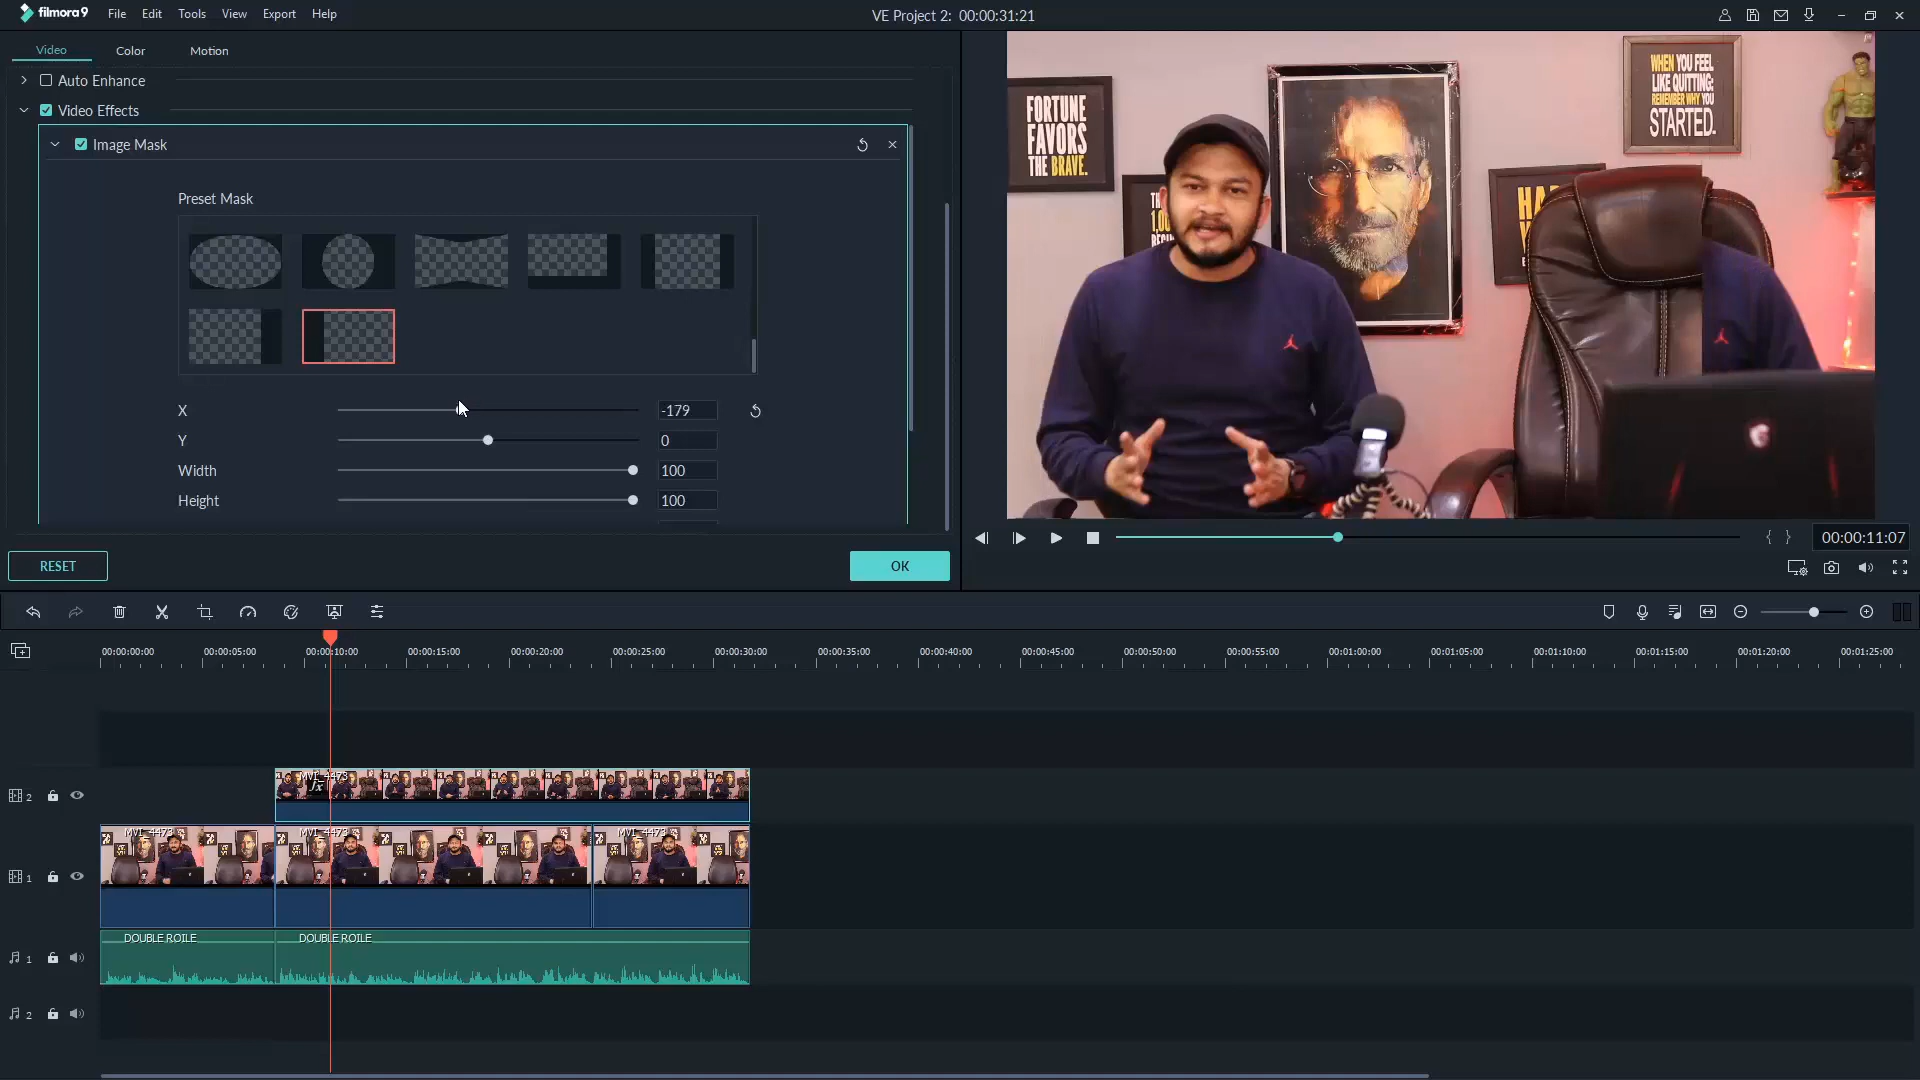 filmora9
File Edit Tools View Export Help
VE Project 2: 00:00:31:21
Video Color Motion
Auto Enhance
Video Effects
Image Mask
Preset Mask
X -179
Y 0
Width 100
Height 100
RESET
OK
FORTUNE
FAVORS
THE BRAVE.
WHEN YOU FEEL
LIKE QUITTING:
REMEMBER WHY YOU
STARTED.
00:00:11:07
00:00:00:00 00:00:05:00 00:00:10:00 00:00:15:00 00:00:20:00 00:00:25:00 00:00:30:00 00:00:35:00 00:00:40:00 00:00:45:00 00:00:50:00 00:00:55:00 00:01:00:00 00:01:05:00 00:01:10:00 00:01:15:00 00:01:20:00 00:01:25:00
2
MVI_4473
fx
1
MVI_4473 MVI_4473 MVI_4473
1
DOUBLE ROILE DOUBLE ROILE
2